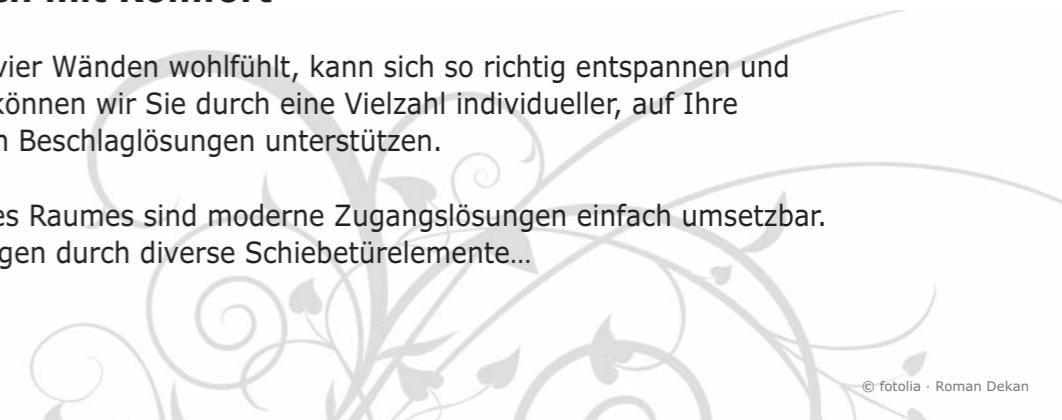 mit Komfort
vier Wänden wohlfühlt, kann sich so richtig entspannen und
können wir Sie durch eine Vielzahl individueller, auf Ihre
Beschlaglösungen unterstützen.
es Raumes sind moderne Zugangslösungen einfach umsetzbar.
gen durch diverse Schiebetürelemente…
© fotolia · Roman Dekan